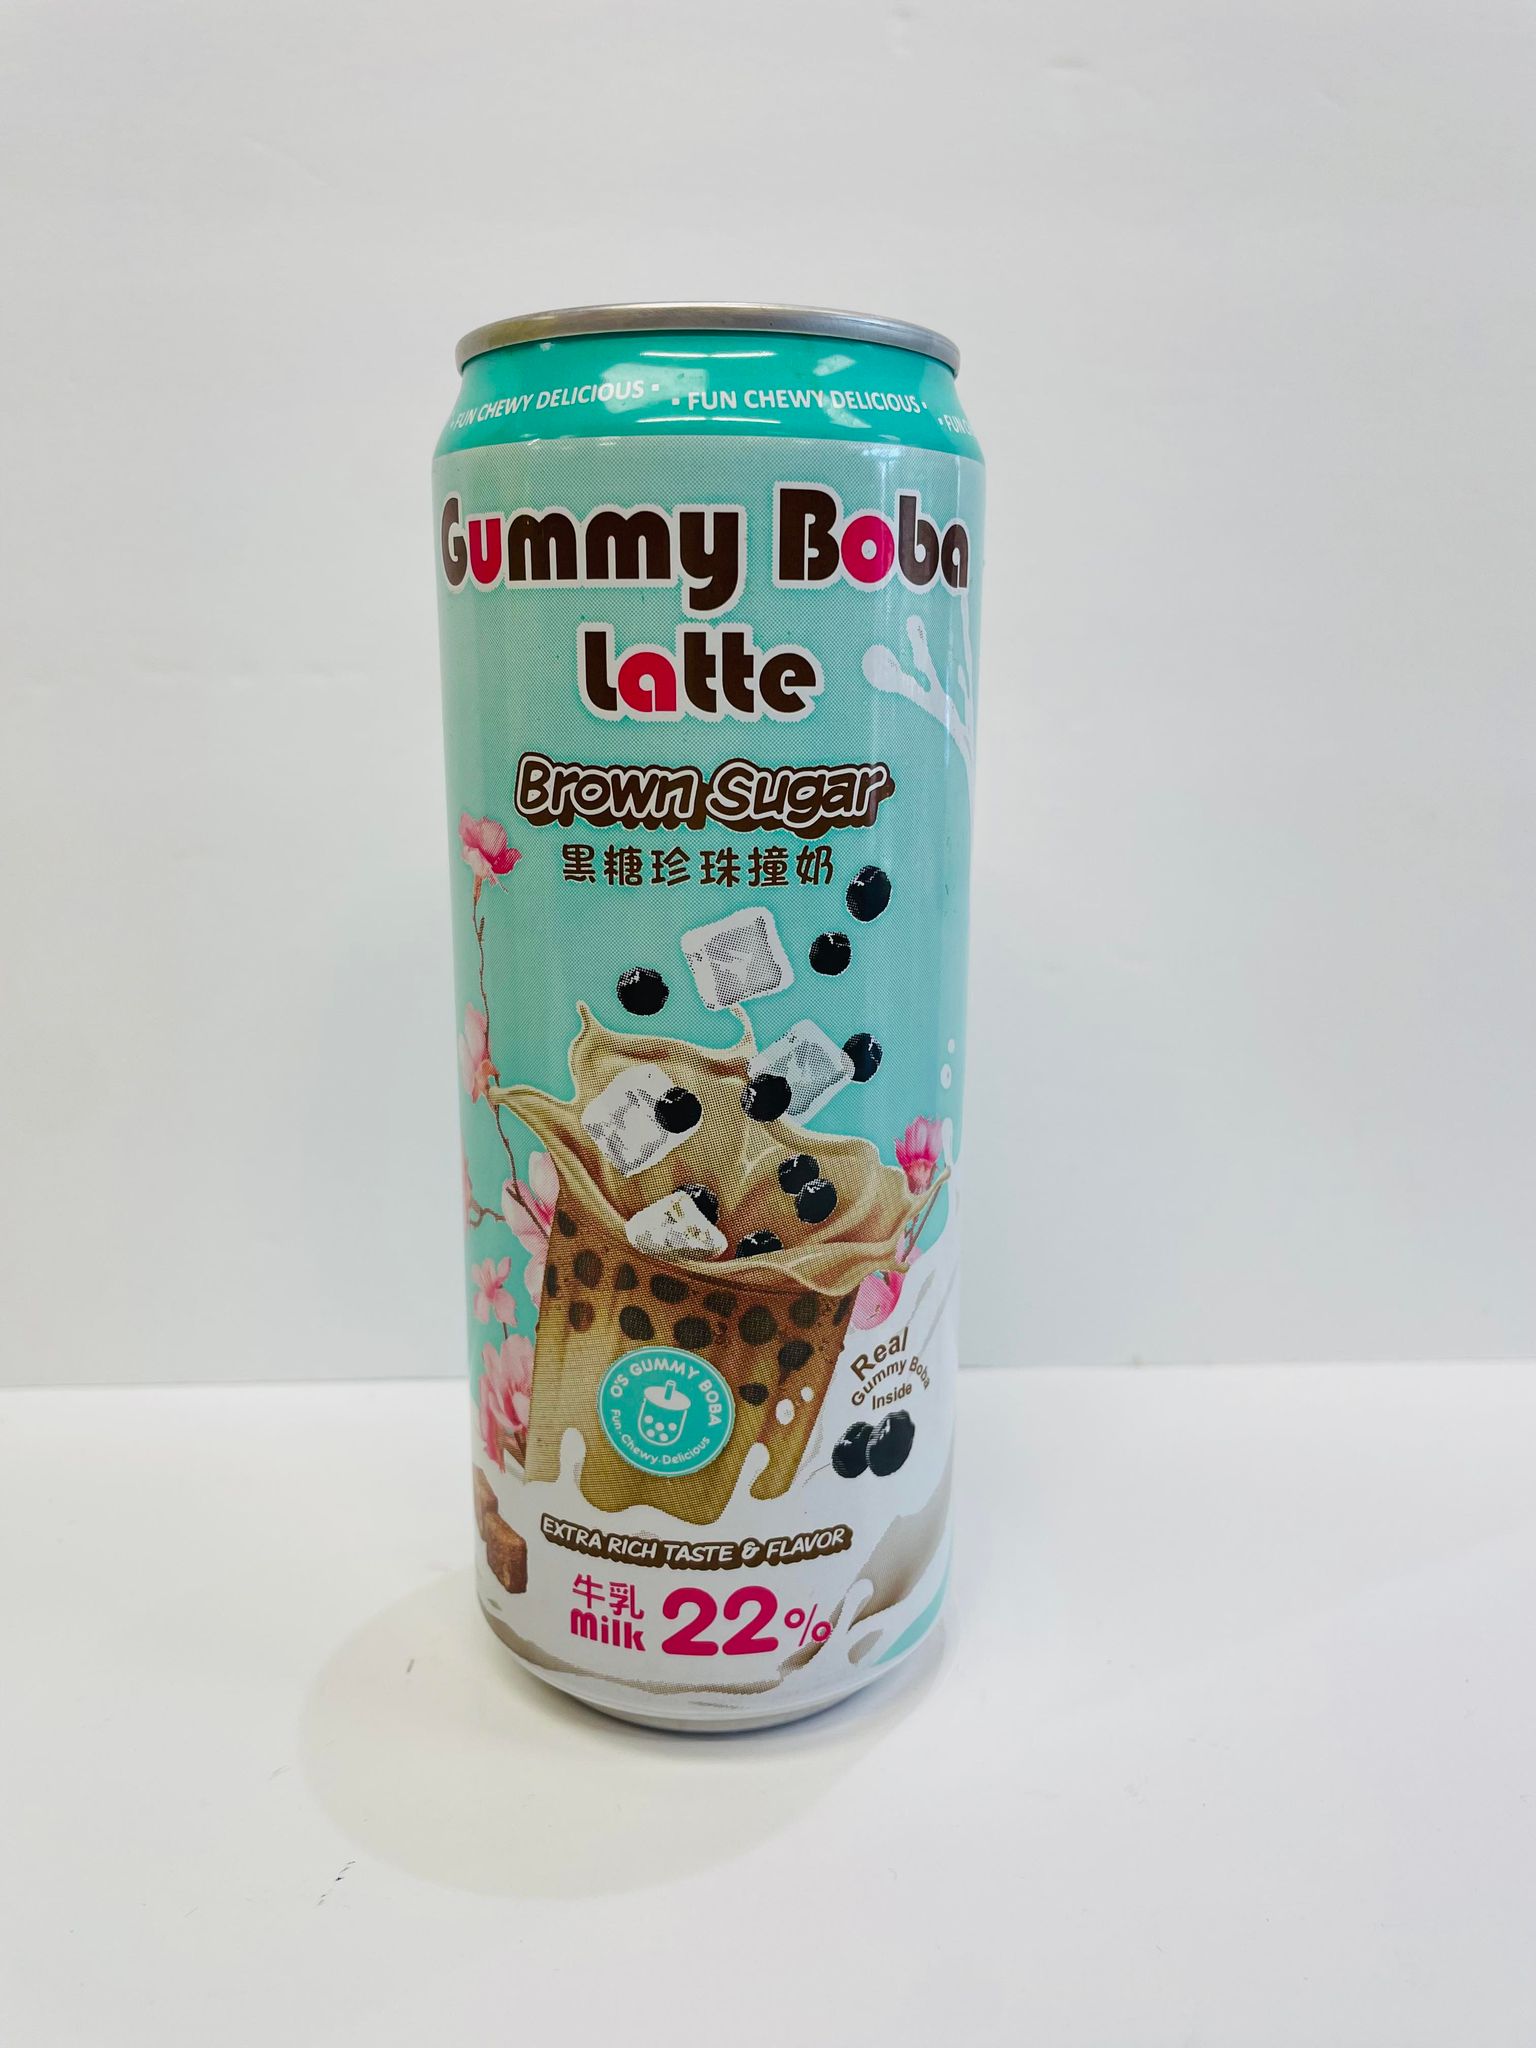 FUN CHEWY DELICIOUS • • FUN CHEWY DELICIOUS •
Gummy Boba
Latte
Brown Sugar
黒糖珍珠撞奶
Real
Gummy Boba
Inside
O'S GUMMY BOBA
Fun·Chewy·Delicious
EXTRA RICH TASTE & FLAVOR
牛乳
Milk 22%